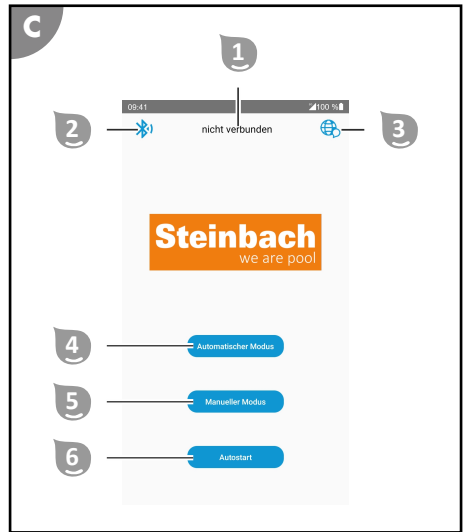 C
1
09:41 100 %
2 nicht verbunden 3
Steinbach
we are pool
4 Automatischer Modus
5 Manueller Modus
6 Autostart